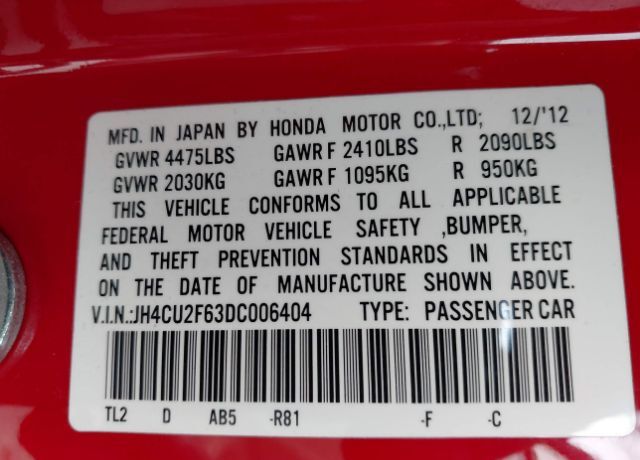 MFD. IN JAPAN BY HONDA MOTOR CO.,LTD; 12/'12
GVWR 4475LBS GAWR F 2410LBS R 2090LBS
GVWR 2030KG GAWR F 1095KG R 950KG
THIS VEHICLE CONFORMS TO ALL APPLICABLE
FEDERAL MOTOR VEHICLE SAFETY ,BUMPER,
AND THEFT PREVENTION STANDARDS IN EFFECT
ON THE DATE OF MANUFACTURE SHOWN ABOVE.
V.I.N.:JH4CU2F63DC006404 TYPE: PASSENGER CAR
TL2 D AB5 -R81 -F -C